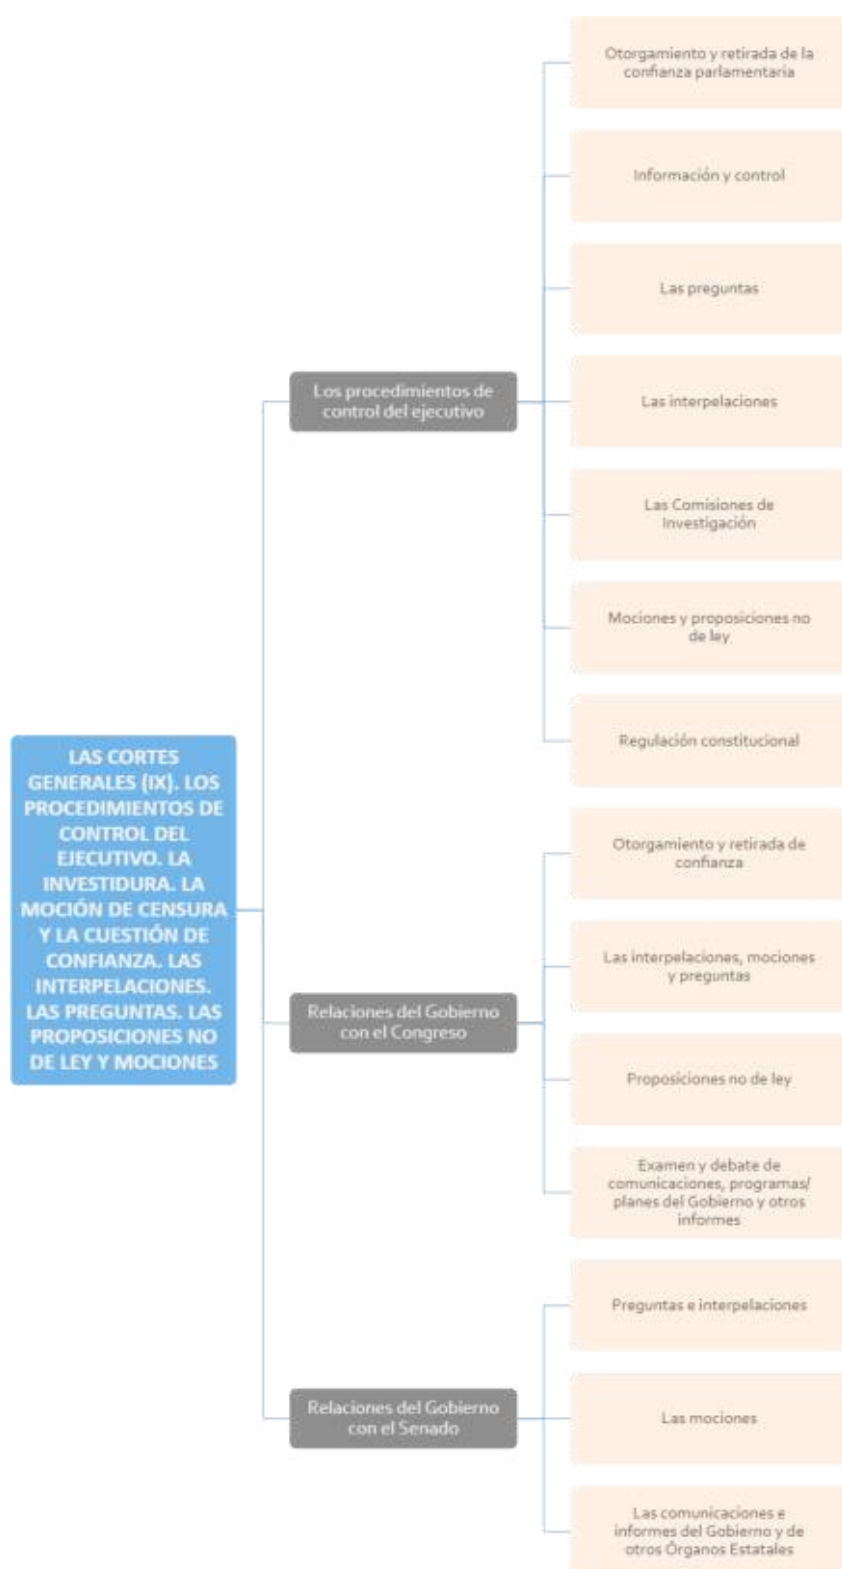 LAS CORTES
GENERALES (IX). LOS
PROCEDIMIENTOS DE
CONTROL DEL
EJECUTIVO. LA
INVESTIDURA. LA
MOCIÓN DE CENSURA
Y LA CUESTIÓN DE
CONFIANZA. LAS
INTERPELACIONES.
LAS PREGUNTAS. LAS
PROPOSICIONES NO
DE LEY Y MOCIONES
Los procedimientos de
control del ejecutivo
Otorgamiento y retirada de la
confianza parlamentaria
Información y control
Las preguntas
Las interpelaciones
Las Comisiones de
Investigación
Mociones y proposiciones no
de ley
Regulación constitucional
Relaciones del Gobierno
con el Congreso
Otorgamiento y retirada de
confianza
Las interpelaciones, mociones
y preguntas
Proposiciones no de ley
Examen y debate de
comunicaciones, programas/
planes del Gobierno y otros
informes
Relaciones del Gobierno
con el Senado
Preguntas e interpelaciones
Las mociones
Las comunicaciones e
informes del Gobierno y de
otros Órganos Estatales